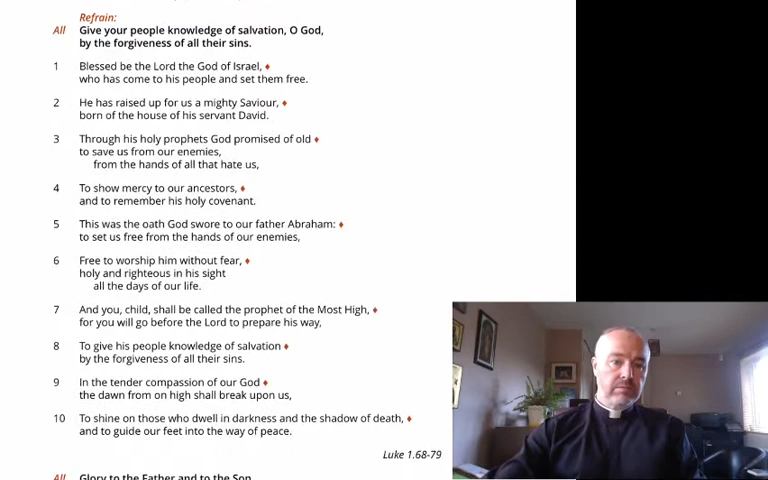 Refrain:
All Give your people knowledge of salvation, O God,
by the forgiveness of all their sins.
1 Blessed be the Lord the God of Israel, ♦
who has come to his people and set them free.
2 He has raised up for us a mighty Saviour, ♦
born of the house of his servant David.
3 Through his holy prophets God promised of old ♦
to save us from our enemies,
from the hands of all that hate us,
4 To show mercy to our ancestors, ♦
and to remember his holy covenant.
5 This was the oath God swore to our father Abraham: ♦
to set us free from the hands of our enemies,
6 Free to worship him without fear, ♦
holy and righteous in his sight
all the days of our life.
7 And you, child, shall be called the prophet of the Most High, ♦
for you will go before the Lord to prepare his way,
8 To give his people knowledge of salvation ♦
by the forgiveness of all their sins.
9 In the tender compassion of our God ♦
the dawn from on high shall break upon us,
10 To shine on those who dwell in darkness and the shadow of death, ♦
and to guide our feet into the way of peace.
Luke 1.68-79
All Glory to the Father and to the Son